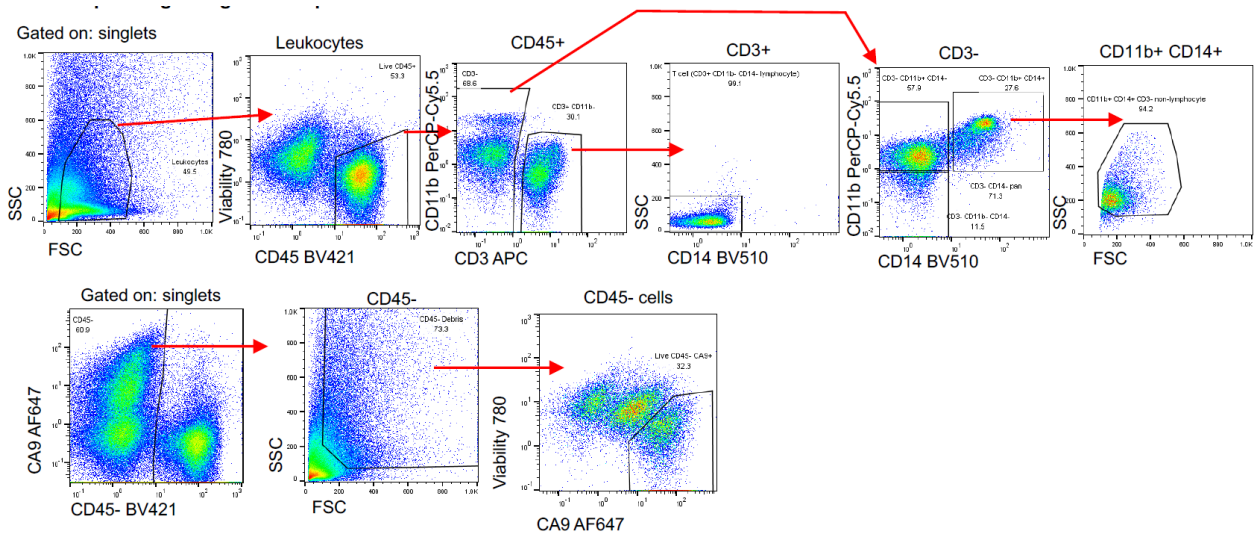 Gated on: singlets
Leukocytes
CD45+
CD3+
CD3-
CD11b+ CD14+
Leukocytes
49.5
SSC
FSC
Live CD45+
53.3
Viability 780
CD45 BV421
CD3-
68.6
CD3+ CD11b-
30.1
CD11b PerCP-Cy5.5
CD3 APC
T cell (CD3+ CD11b- CD14- lymphocyte)
99.1
SSC
CD14 BV510
CD3- CD11b+ CD14-
57.9
CD3- CD11b+ CD14+
27.6
CD3- CD14- pan
71.3
CD3- CD11b- CD14-
11.5
CD11b PerCP-Cy5.5
CD14 BV510
CD11b+ CD14+ CD3- non-lymphocyte
94.2
SSC
FSC
Gated on: singlets
CD45-
CD45- cells
CD45-
60.9
CA9 AF647
CD45- BV421
CD45- Debris-
73.3
SSC
FSC
Live CD45- CA9+
32.3
Viability 780
CA9 AF647